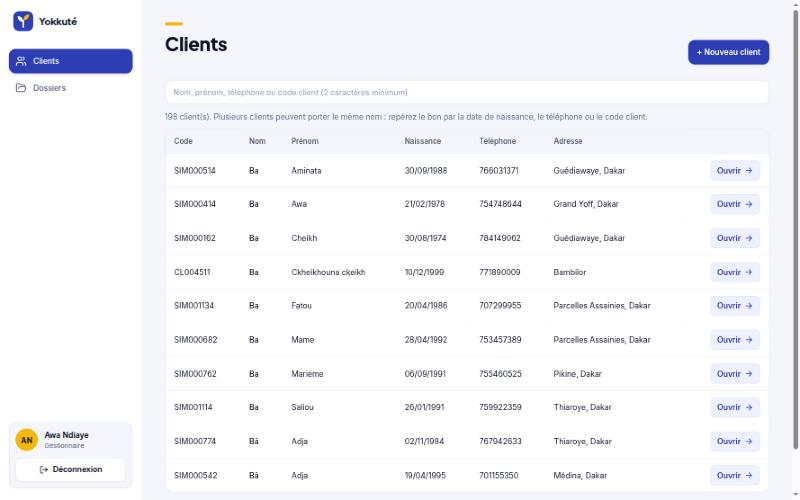 Yokkuté
Clients
Dossiers
Clients
+ Nouveau client
Nom, prénom, téléphone ou code client (2 caractères minimum)
198 client(s). Plusieurs clients peuvent porter le même nom : repérez le bon par la date de naissance, le téléphone ou le code client.
Code Nom Prénom Naissance Téléphone Adresse
SIM000514 Ba Aminata 30/09/1988 766031371 Guédiawaye, Dakar Ouvrir →
SIM000414 Ba Awa 21/02/1978 754748644 Grand Yoff, Dakar Ouvrir →
SIM000162 Ba Cheikh 30/08/1974 784149062 Guédiawaye, Dakar Ouvrir →
CL004511 Ba Ckheikhouna ckeikh 10/12/1999 771890009 Bambilor Ouvrir →
SIM001134 Ba Fatou 20/04/1986 707299955 Parcelles Assainies, Dakar Ouvrir →
SIM000682 Ba Mame 28/04/1992 753457389 Parcelles Assainies, Dakar Ouvrir →
SIM000762 Ba Marième 06/09/1991 755460525 Pikine, Dakar Ouvrir →
SIM001114 Ba Saliou 26/01/1991 759922359 Thiaroye, Dakar Ouvrir →
SIM000774 Bâ Adja 02/11/1984 767942633 Thiaroye, Dakar Ouvrir →
SIM000542 Bâ Adja 19/04/1995 701155350 Médina, Dakar Ouvrir →
AN
Awa Ndiaye
Gestionnaire
Déconnexion